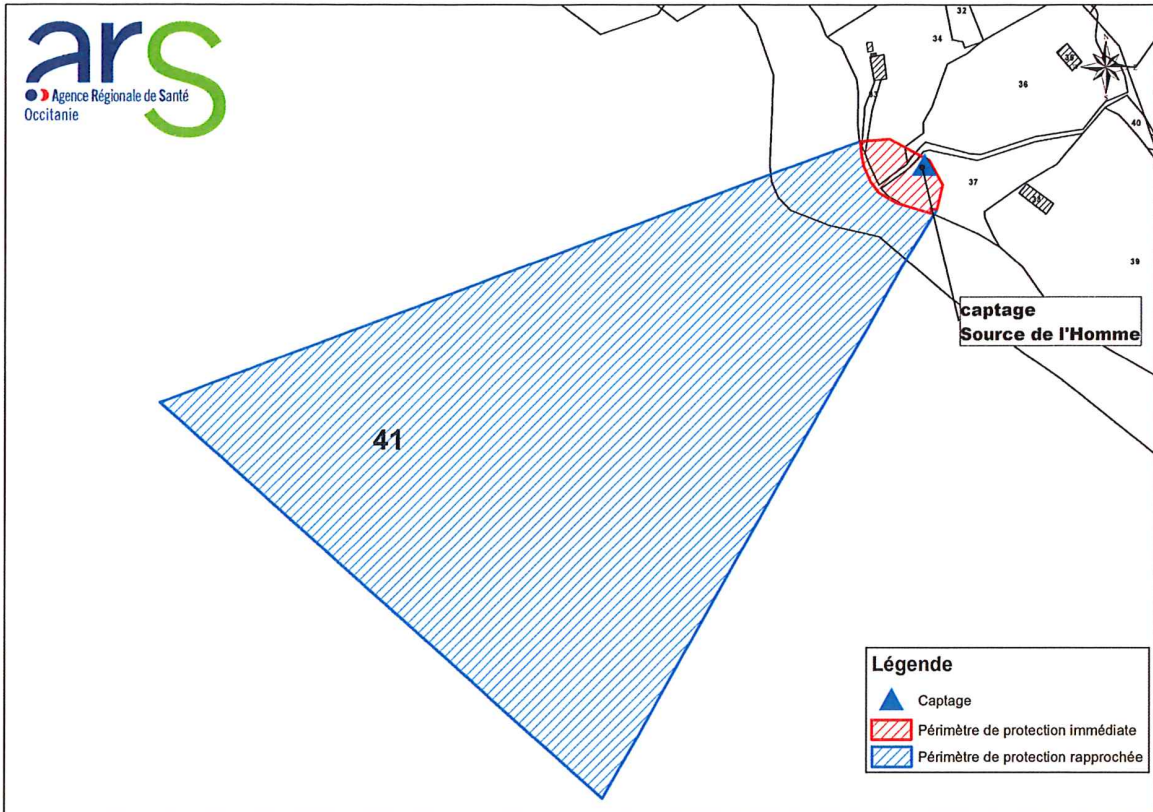 ars
Agence Régionale de Santé
Occitanie
32
34
36
40
37
39
41
captage
Source de l'Homme
Légende
Captage
Périmètre de protection immédiate
Périmètre de protection rapprochée